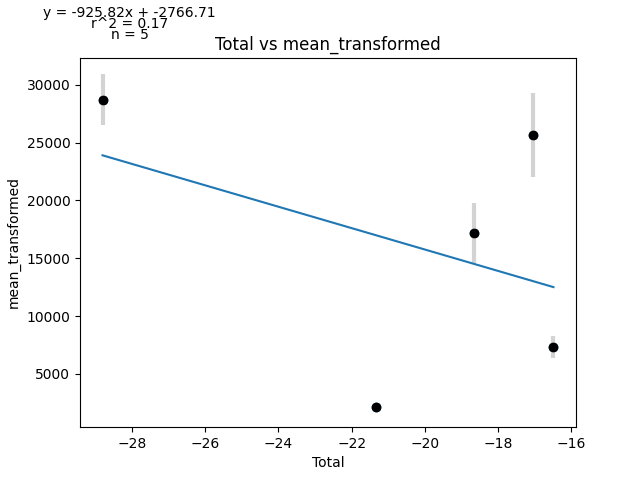 y = -925.82x + -2766.71
r^2 = 0.17
n = 5
Total vs mean_transformed
mean_transformed
30000
25000
20000
15000
10000
5000
−28
−26
−24
−22
−20
−18
−16
Total